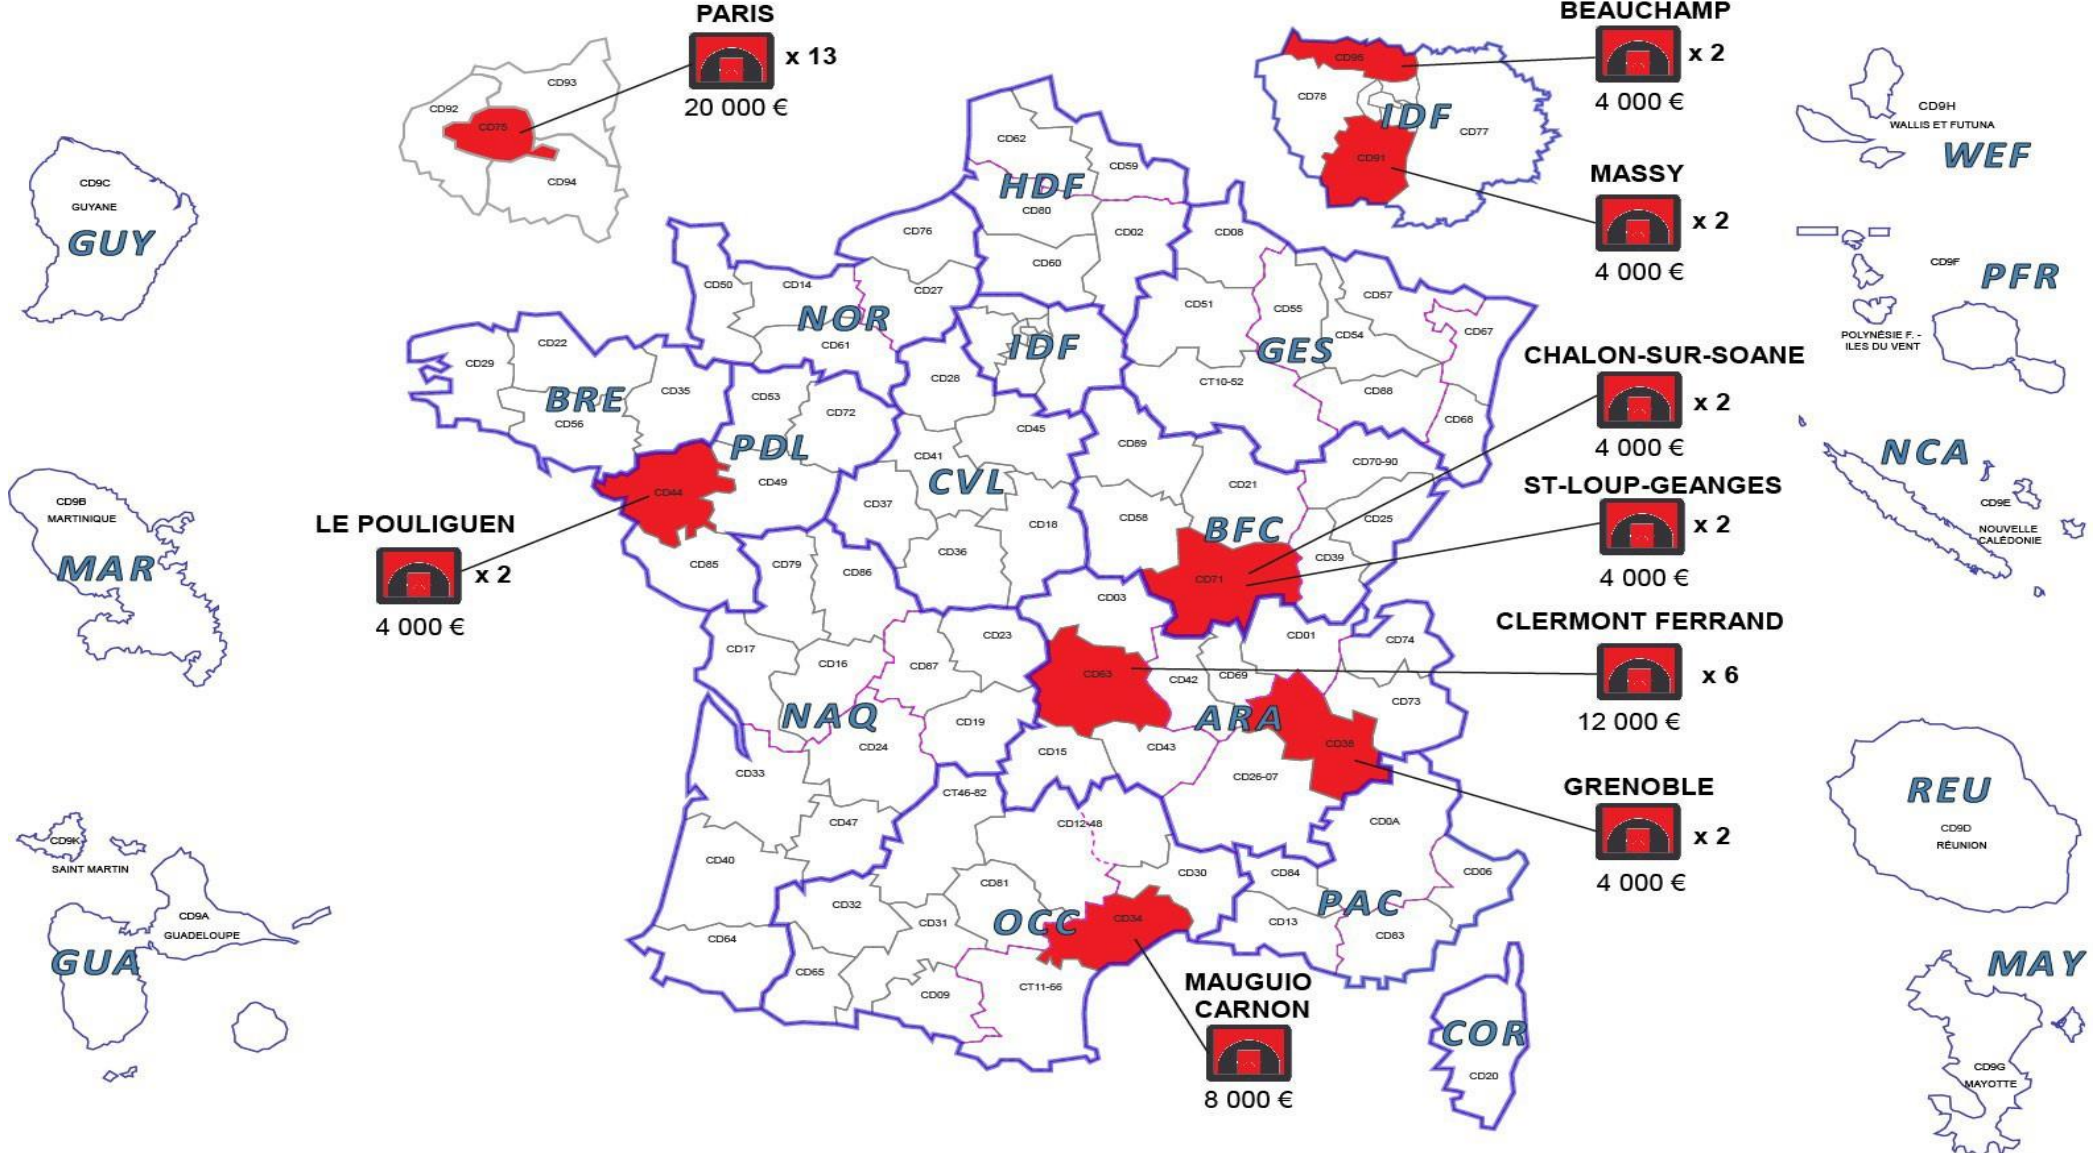 PARIS
x 13
20 000 €
CD93
CD92
CD75
CD94
BEAUCHAMP
x 2
4 000 €
CD95
CD78
IDF
CD77
CD91
MASSY
x 2
4 000 €
CD9H
WALLIS ET FUTUNA
WEF
CD9C
GUYANE
GUY
CD9F
PFR
POLYNÉSIE F. -
ILES DU VENT
CD62
CD59
HDF
CD80
CD02
CD60
CD76
CD27
CD50
CD14
NOR
CD61
CD08
CD51
CD55
CD57
CD54
CD67
GES
CT10-52
CD88
CD68
IDF
CD29
CD22
BRE
CD35
CD56
CD53
CD72
PDL
CD49
CD44
CD85
CD28
CD45
CD41
CVL
CD37
CD18
CD36
CD89
CD21
CD70-90
CD58
BFC
CD25
CD39
CD71
CHALON-SUR-SOANE
x 2
4 000 €
ST-LOUP-GEANGES
x 2
4 000 €
NCA
CD9E
NOUVELLE
CALÉDONIE
CD9B
MARTINIQUE
MAR
LE POULIGUEN
x 2
4 000 €
CD79
CD86
CD03
CD23
CD17
CD16
CD87
NAQ
CD19
CD24
CD33
CD47
CD40
CD64
CD01
CD74
CD63
CD42
CD69
CD73
ARA
CD38
CD15
CD43
CD26-07
CLERMONT FERRAND
x 6
12 000 €
GRENOBLE
x 2
4 000 €
REU
CD9D
RÉUNION
CT46-82
CD12-48
CD30
CD81
CD32
CD31
OCC
CD34
CD65
CD09
CT11-66
CD0A
CD84
CD06
PAC
CD13
CD83
MAUGUIO
CARNON
8 000 €
COR
CD20
CD9K
SAINT MARTIN
CD9A
GUADELOUPE
GUA
MAY
CD9G
MAYOTTE